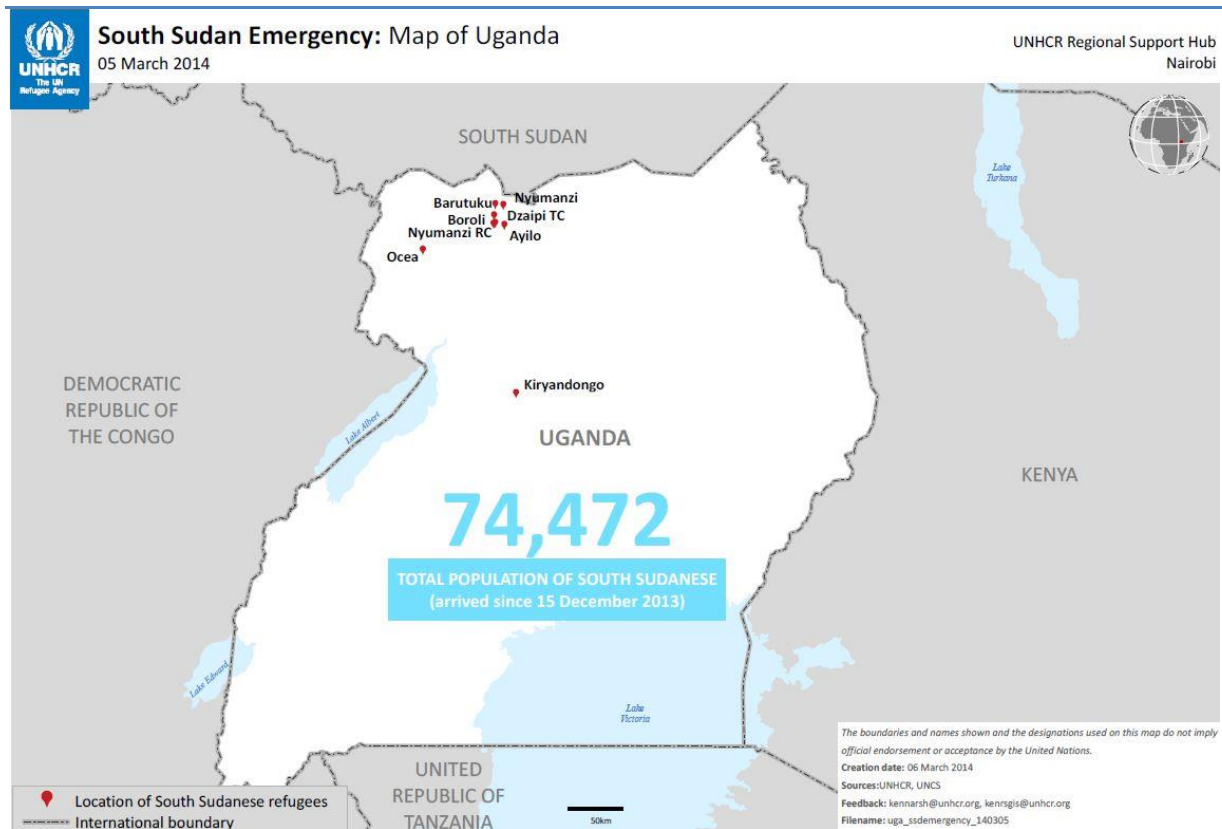 UNHCR
The UN
Refugee Agency
South Sudan Emergency: Map of Uganda
05 March 2014
UNHCR Regional Support Hub
Nairobi
SOUTH SUDAN
Lake
Turkana
Barutuku
Nyumanzi
Boroli
Dzaipi TC
Nyumanzi RC
Ayilo
Ocea
DEMOCRATIC
REPUBLIC OF
THE CONGO
Lake Albert
Kiryandongo
UGANDA
KENYA
74,472
TOTAL POPULATION OF SOUTH SUDANESE
(arrived since 15 December 2013)
Lake Edward
Lake
Victoria
UNITED
REPUBLIC OF
TANZANIA
Location of South Sudanese refugees
International boundary
50km
The boundaries and names shown and the designations used on this map do not imply
official endorsement or acceptance by the United Nations.
Creation date: 06 March 2014
Sources:UNHCR, UNCS
Feedback: kennarsh@unhcr.org, kenrsgis@unhcr.org
Filename: uga_ssdemergency_140305